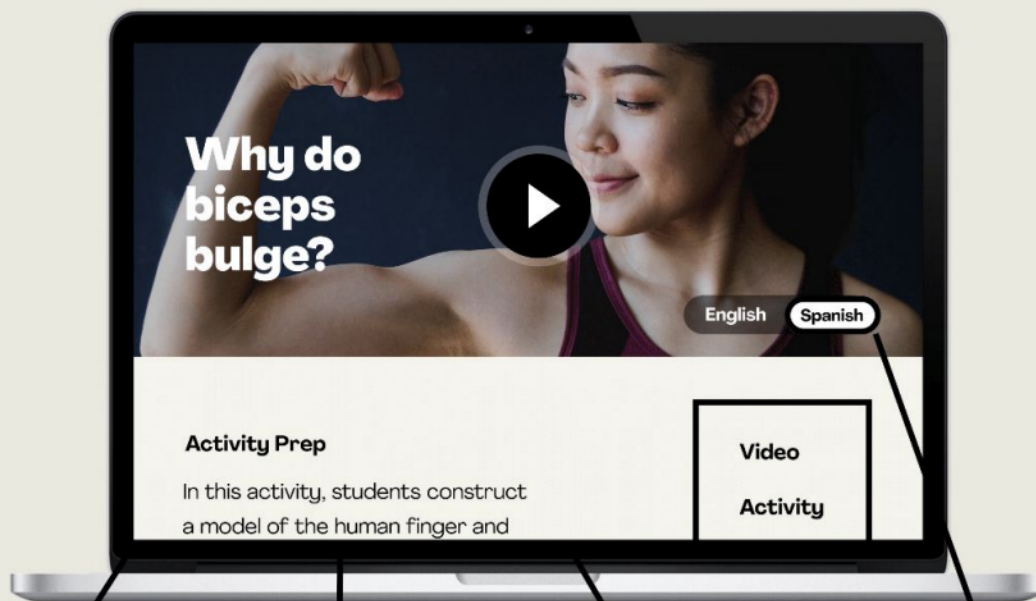 Why do
biceps
bulge?
English Spanish
Activity Prep
In this activity, students construct
a model of the human finger and
Video
Activity